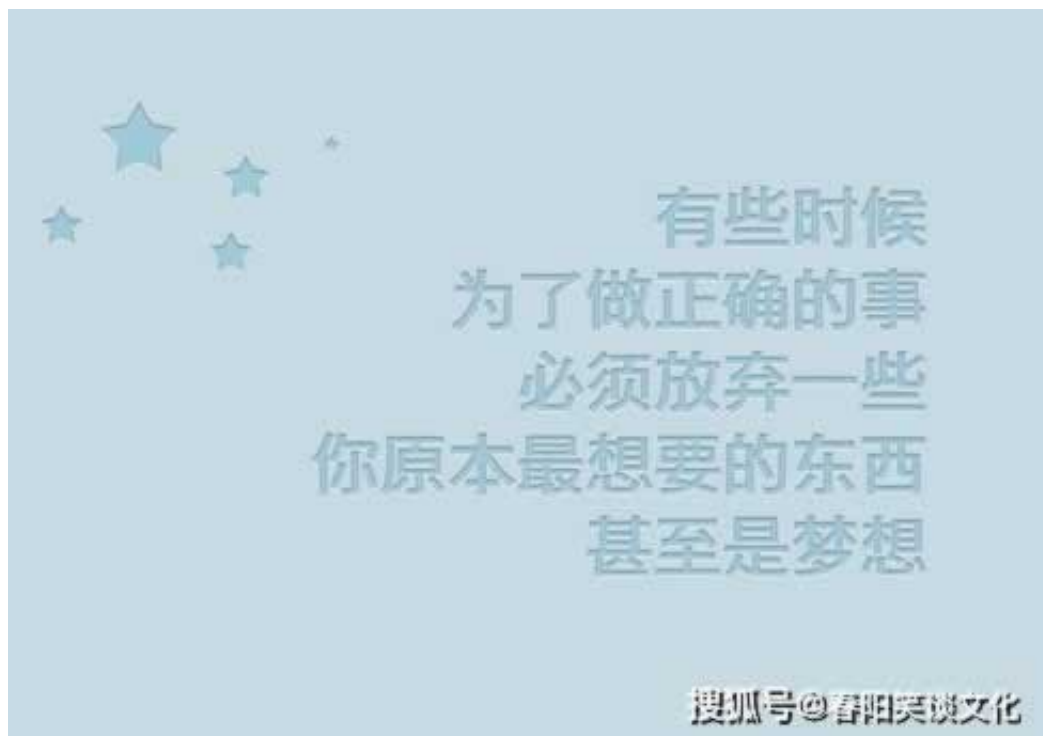 有些时候
为了做正确的事
必须放弃一些
你原本最想要的东西
甚至是梦想
搜狐号@春阳笑谈文化